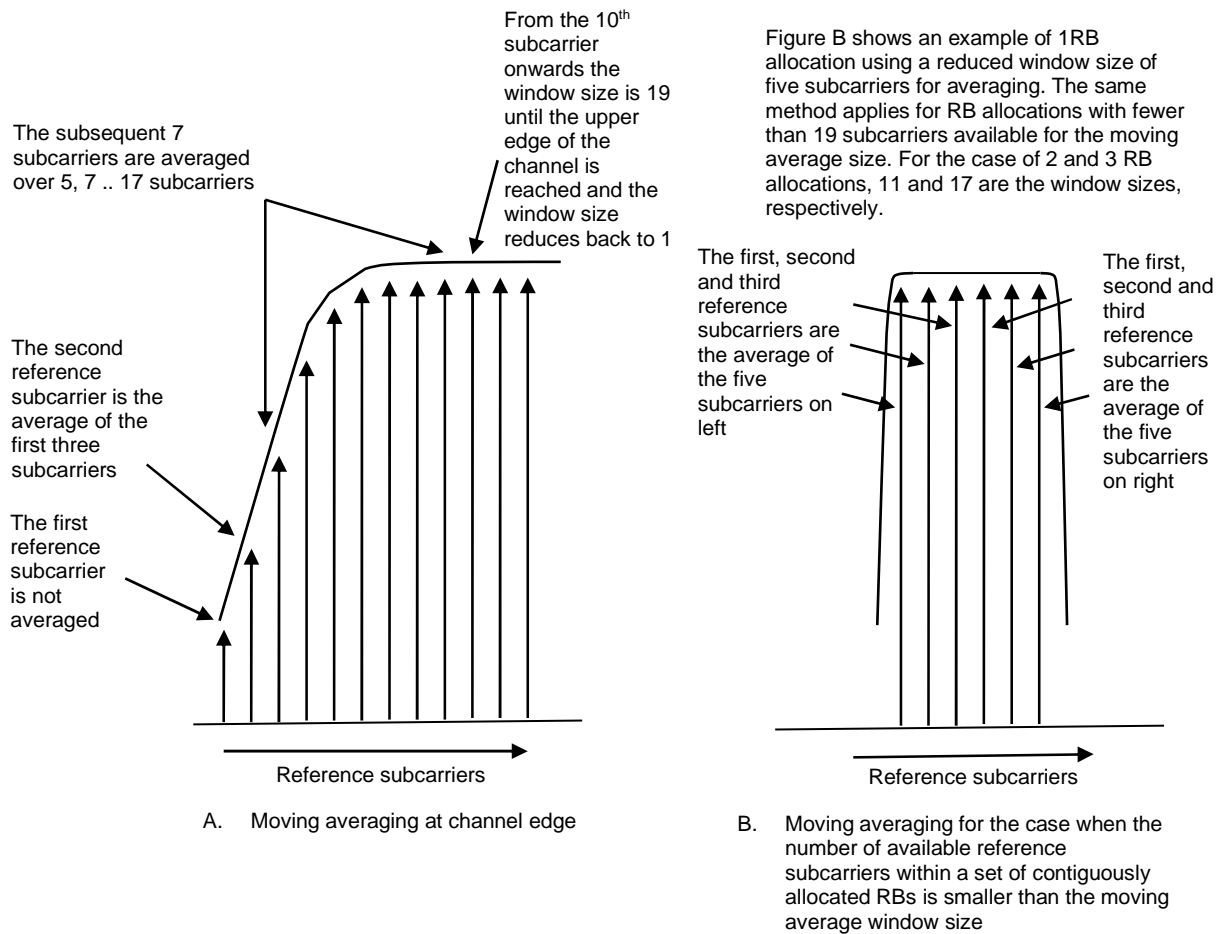 From the 10th
subcarrier
onwards the
window size is 19
until the upper
edge of the
channel is
reached and the
window size
reduces back to 1
Figure B shows an example of 1RB
allocation using a reduced window size of
five subcarriers for averaging. The same
method applies for RB allocations with fewer
than 19 subcarriers available for the moving
average size. For the case of 2 and 3 RB
allocations, 11 and 17 are the window sizes,
respectively.
The subsequent 7
subcarriers are averaged
over 5, 7 .. 17 subcarriers
The second
reference
subcarrier is the
average of the
first three
subcarriers
The first
reference
subcarrier
is not
averaged
The first, second
and third
reference
subcarriers are
the average of
the five
subcarriers on
left
The first,
second and
third
reference
subcarriers
are the
average of
the five
subcarriers
on right
Reference subcarriers
Reference subcarriers
A. Moving averaging at channel edge
B. Moving averaging for the case when the
number of available reference
subcarriers within a set of contiguously
allocated RBs is smaller than the moving
average window size